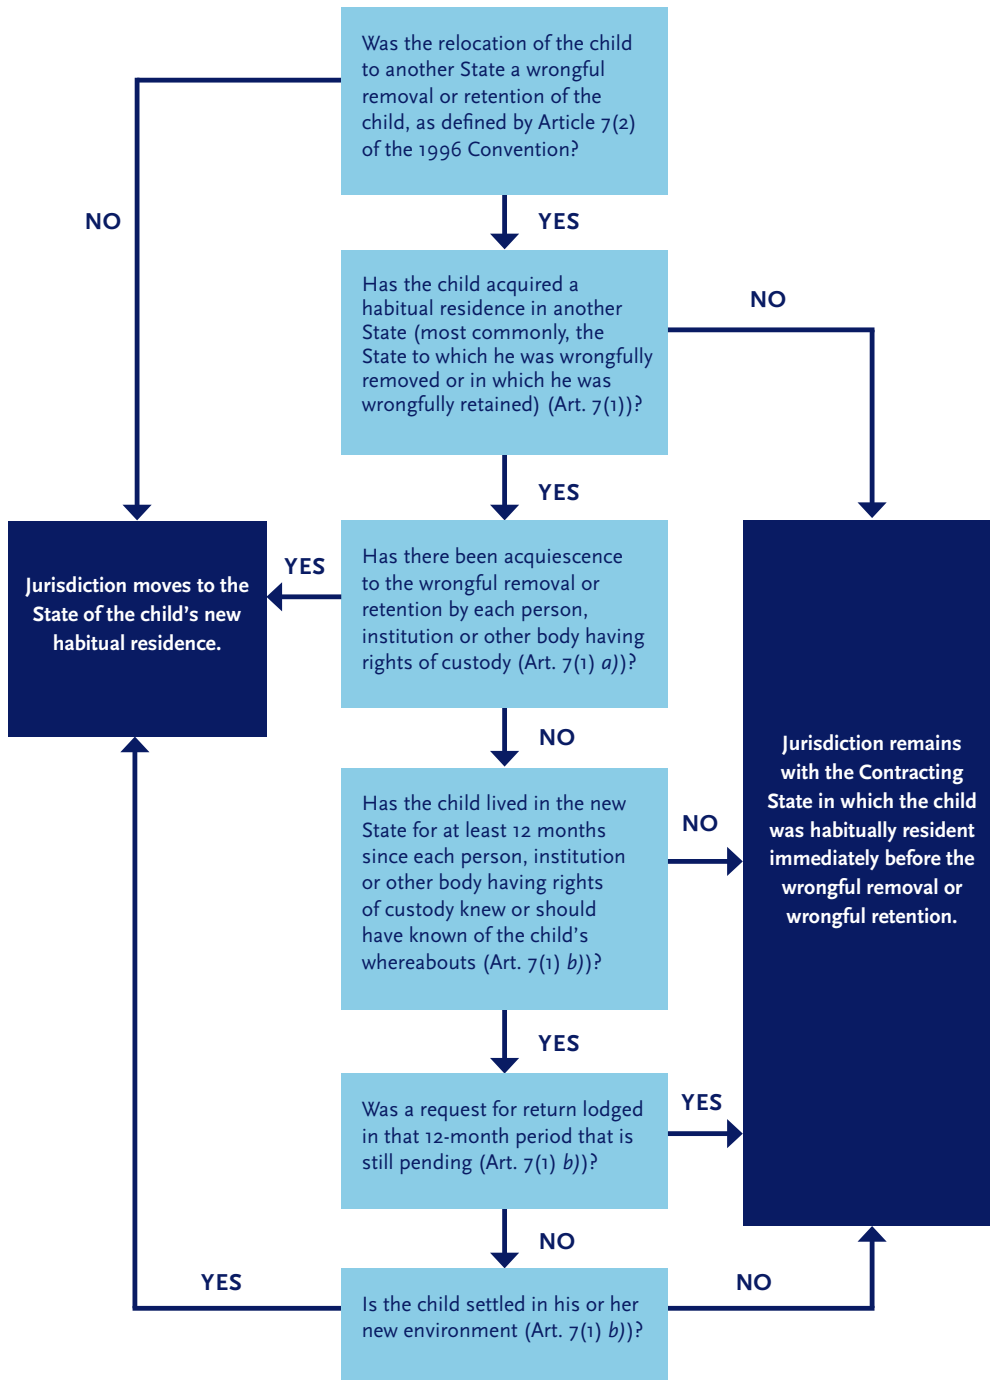 Was the relocation of the child
to another State a wrongful
removal or retention of the
child, as defined by Article 7(2)
of the 1996 Convention?
NO
YES
Has the child acquired a
habitual residence in another
State (most commonly, the
State to which he was wrongfully
removed or in which he was
wrongfully retained) (Art. 7(1))?
NO
YES
Jurisdiction moves to the
State of the child's new
habitual residence.
YES
Has there been acquiescence
to the wrongful removal or
retention by each person,
institution or other body having
rights of custody (Art. 7(1) a))?
NO
Jurisdiction remains
with the Contracting
State in which the child
was habitually resident
immediately before the
wrongful removal or
wrongful retention.
Has the child lived in the new
State for at least 12 months
since each person, institution
or other body having rights
of custody knew or should
have known of the child's
whereabouts (Art. 7(1) b))?
NO
YES
Was a request for return lodged
in that 12-month period that is
still pending (Art. 7(1) b))?
YES
NO
Is the child settled in his or her
new environment (Art. 7(1) b))?
YES
NO